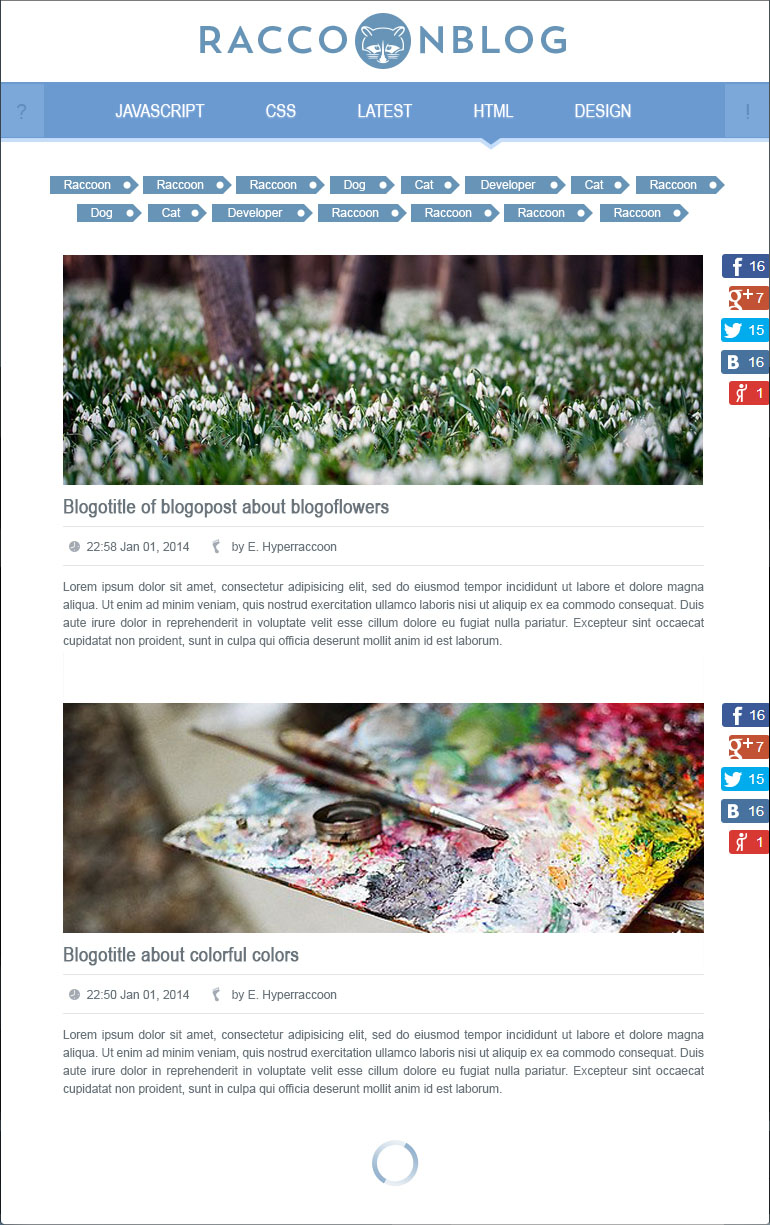 RACCOONBLOG
? JAVASCRIPT CSS LATEST HTML DESIGN !
Raccoon Raccoon Raccoon Dog Cat Developer Cat Raccoon
Dog Cat Developer Raccoon Raccoon Raccoon Raccoon
f 16
g+ 7
15
B 16
1
Blogotitle of blogopost about blogoflowers
22:58 Jan 01, 2014 by E. Hyperraccoon
Lorem ipsum dolor sit amet, consectetur adipisicing elit, sed do eiusmod tempor incididunt ut labore et dolore magna
aliqua. Ut enim ad minim veniam, quis nostrud exercitation ullamco laboris nisi ut aliquip ex ea commodo consequat. Duis
aute irure dolor in reprehenderit in voluptate velit esse cillum dolore eu fugiat nulla pariatur. Excepteur sint occaecat
cupidatat non proident, sunt in culpa qui officia deserunt mollit anim id est laborum.
f 16
g+ 7
15
B 16
1
Blogotitle about colorful colors
22:50 Jan 01, 2014 by E. Hyperraccoon
Lorem ipsum dolor sit amet, consectetur adipisicing elit, sed do eiusmod tempor incididunt ut labore et dolore magna
aliqua. Ut enim ad minim veniam, quis nostrud exercitation ullamco laboris nisi ut aliquip ex ea commodo consequat. Duis
aute irure dolor in reprehenderit in voluptate velit esse cillum dolore eu fugiat nulla pariatur. Excepteur sint occaecat
cupidatat non proident, sunt in culpa qui officia deserunt mollit anim id est laborum.